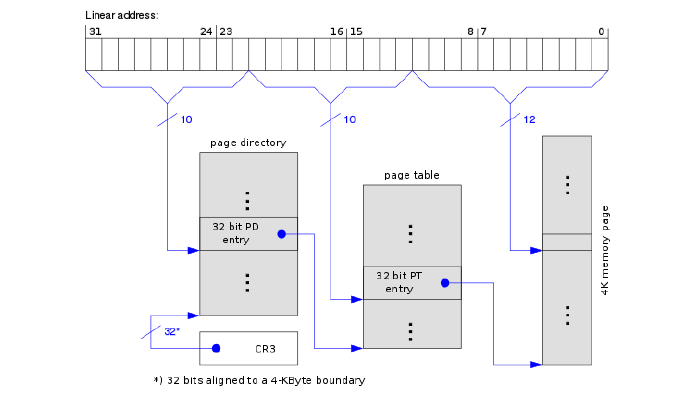 Linear address:
31 24 23 16 15 8 7 0
10 10 12
page directory
page table
32 bit PD
entry
32 bit PT
entry
4K memory page
32*
CR3
*) 32 bits aligned to a 4-KByte boundary